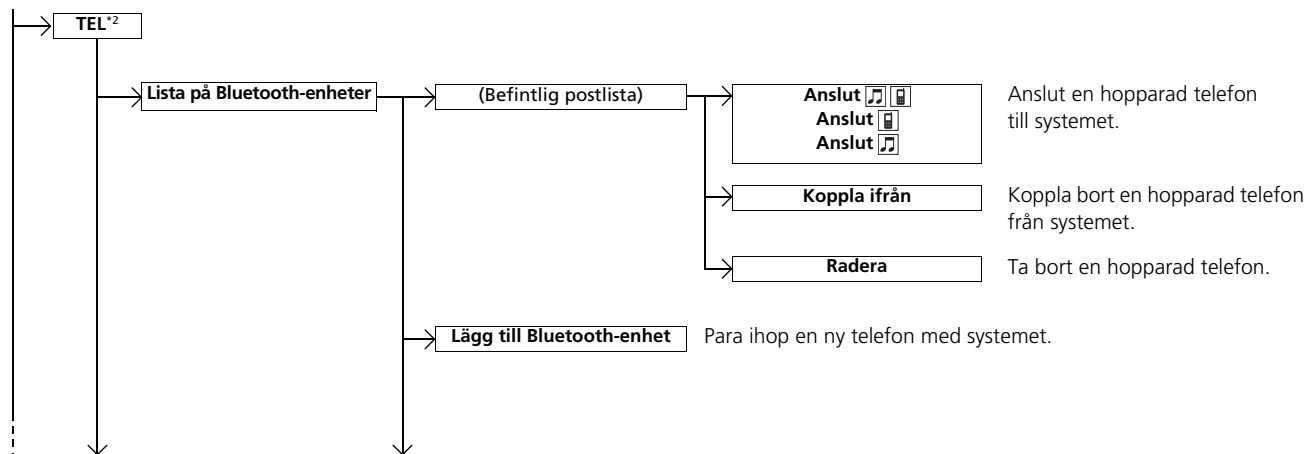 TEL*2
Lista på Bluetooth-enheter
(Befintlig postlista)
Anslut
Anslut
Anslut
Anslut en hopparad telefon
till systemet.
Koppla ifrån
Koppla bort en hopparad telefon
från systemet.
Radera
Ta bort en hopparad telefon.
Lägg till Bluetooth-enhet
Para ihop en ny telefon med systemet.